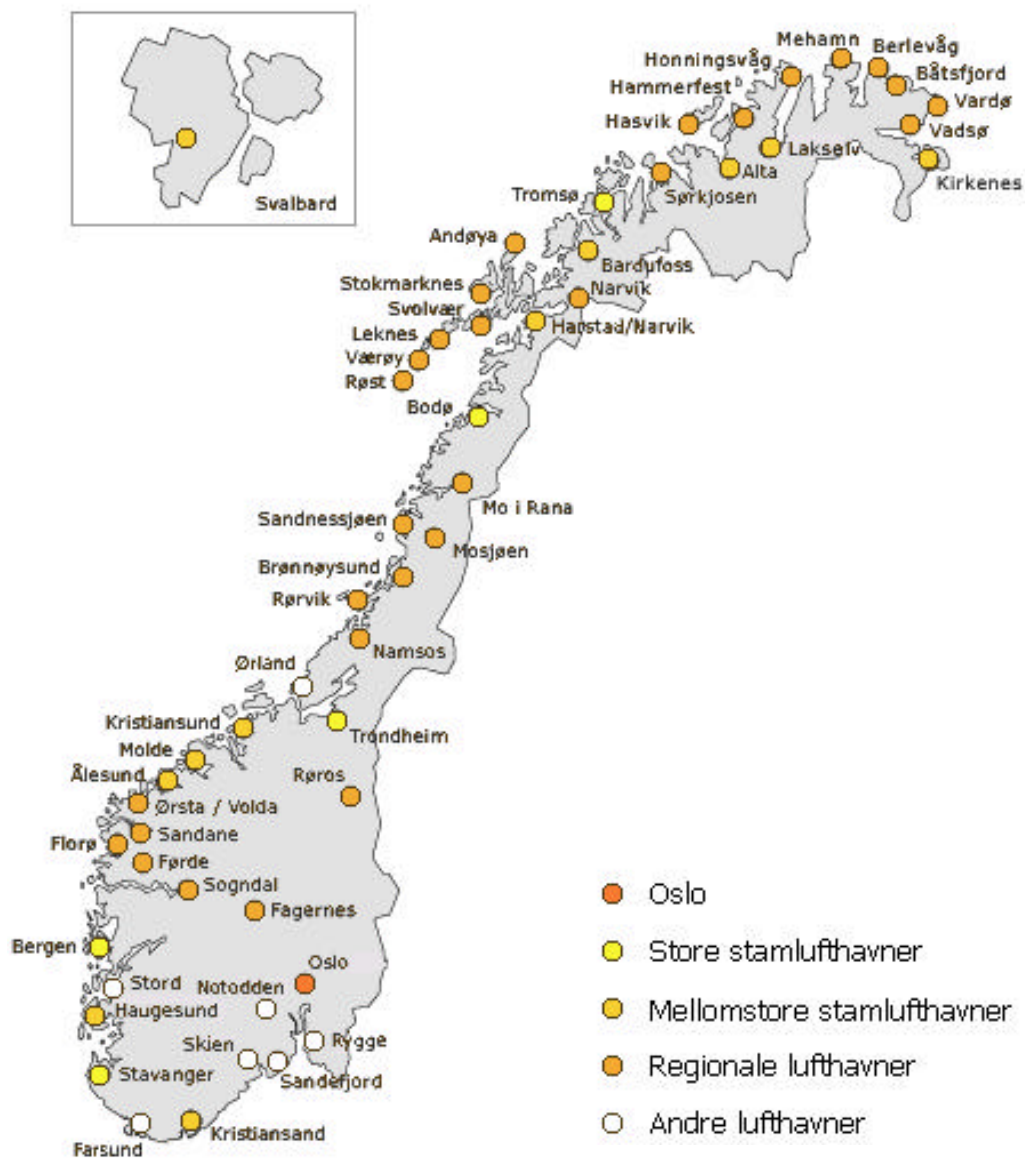 Mehamn
Berlevåg
Honningsvåg
Båtsfjord
Hammerfest
Vardø
Hasvik
Vadsø
Lakselv
Alta
Kirkenes
Tromsø
Sørkjosen
Svalbard
Andøya
Bardufoss
Stokmarknes
Narvik
Svolvær
Harstad/Narvik
Leknes
Værøy
Røst
Bodø
Mo i Rana
Sandnessjøen
Mosjøen
Brønnøysund
Rørvik
Namsos
Ørland
Kristiansund
Trondheim
Molde
Ålesund
Røros
Ørsta / Volda
Sandane
Florø
Førde
Sogndal
Fagernes
Bergen
Oslo
Stord
Notodden
Haugesund
Rygge
Skien
Stavanger
Sandefjord
Kristiansand
Farsund
Oslo
Store stamlufthavner
Mellomstore stamlufthavner
Regionale lufthavner
Andre lufthavner